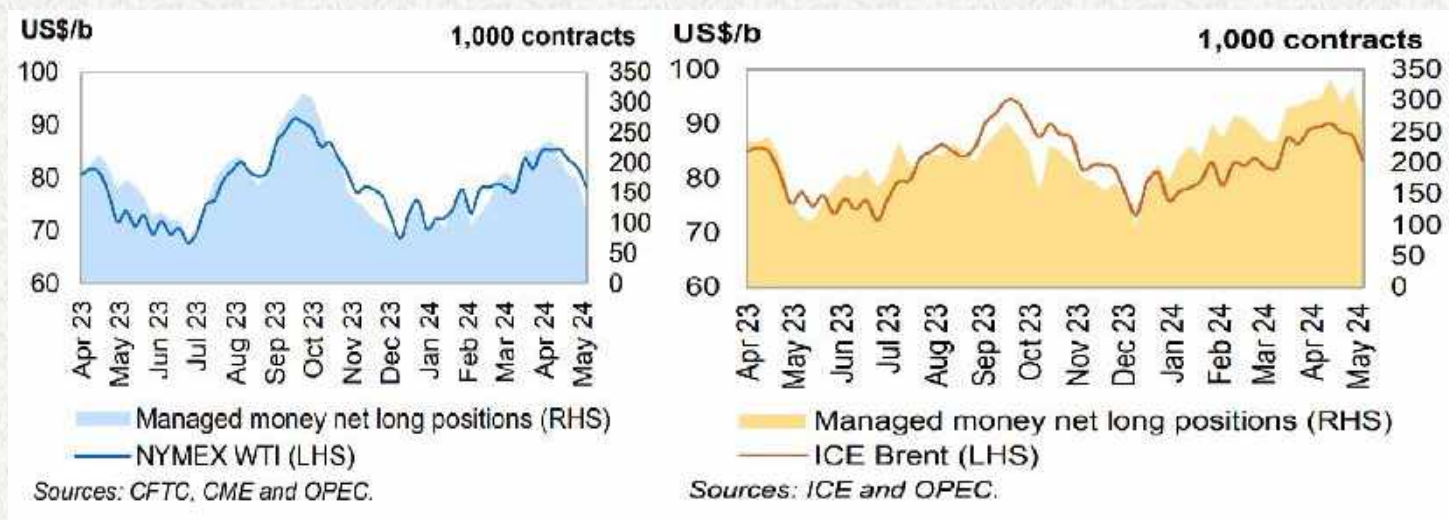 US$/b
1,000 contracts
100
90
80
70
60
350
300
250
200
150
100
50
0
Apr 23
May 23
Jun 23
Jul 23
Aug 23
Sep 23
Oct 23
Nov 23
Dec 23
Jan 24
Feb 24
Mar 24
Apr 24
May 24
Managed money net long positions (RHS)
NYMEX WTI (LHS)
Sources: CFTC, CME and OPEC.
US$/b
1,000 contracts
100
90
80
70
60
350
300
250
200
150
100
50
0
Apr 23
May 23
Jun 23
Jul 23
Aug 23
Sep 23
Oct 23
Nov 23
Dec 23
Jan 24
Feb 24
Mar 24
Apr 24
May 24
Managed money net long positions (RHS)
ICE Brent (LHS)
Sources: ICE and OPEC.